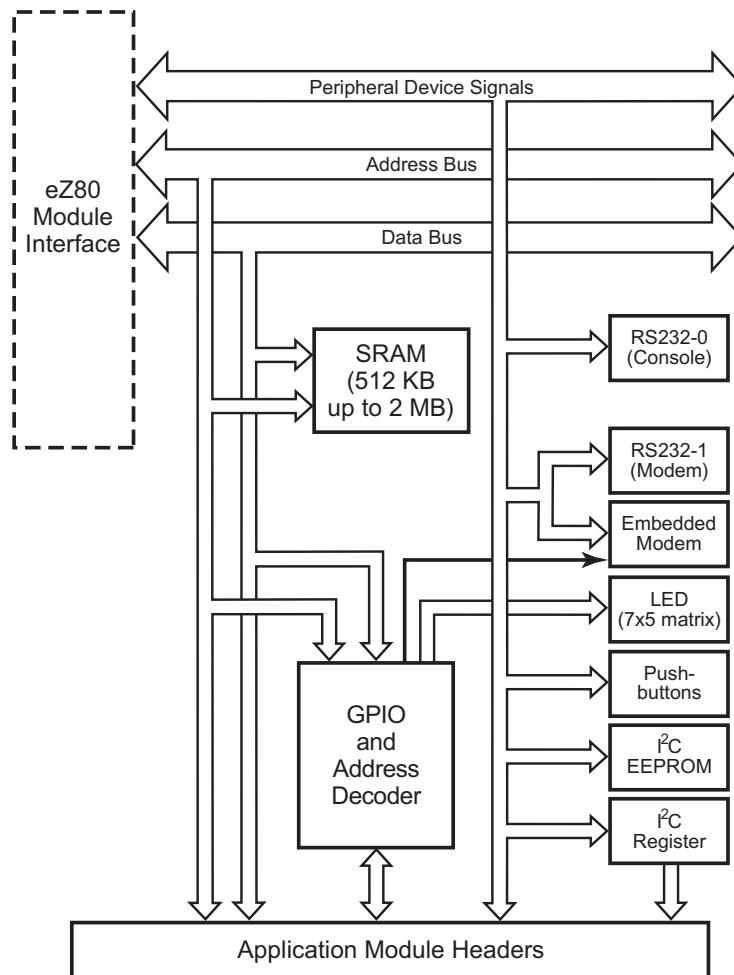 Peripheral Device Signals
Address Bus
Data Bus
eZ80
Module
Interface
SRAM
(512 KB
up to 2 MB)
RS232-0
(Console)
RS232-1
(Modem)
Embedded
Modem
LED
(7x5 matrix)
Push-
buttons
I²C
EEPROM
I²C
Register
GPIO
and
Address
Decoder
Application Module Headers